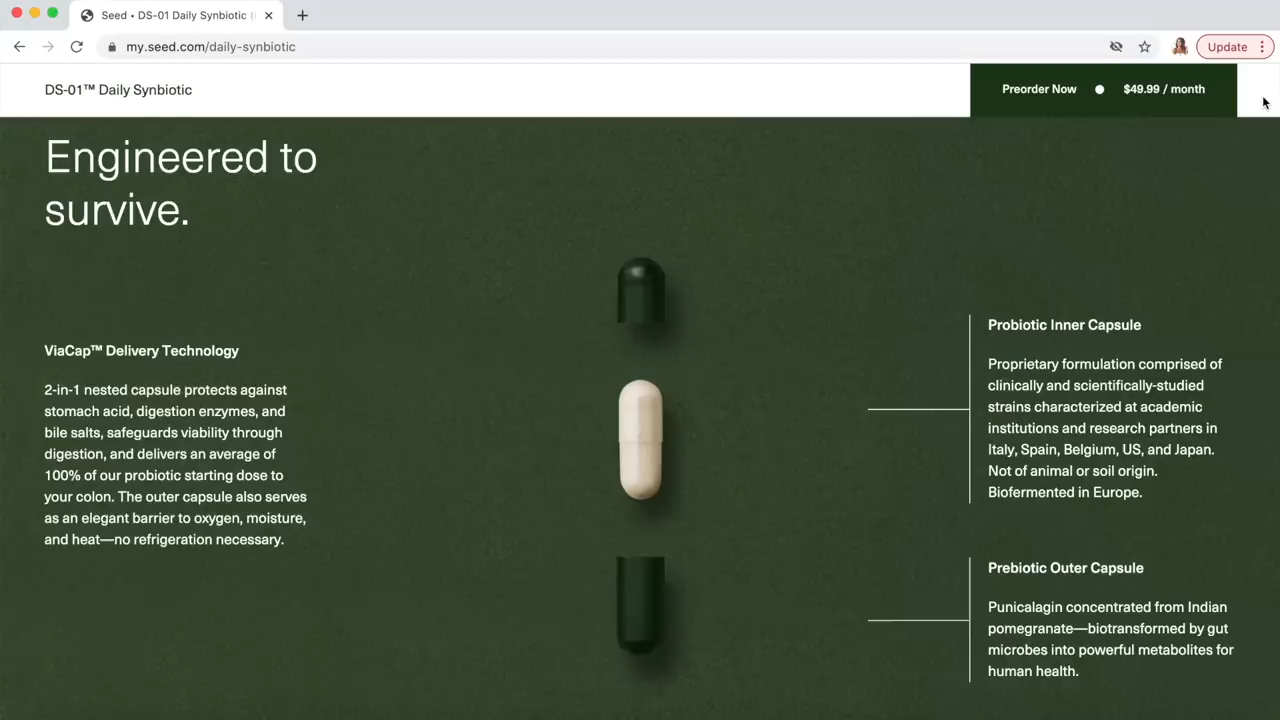 Seed • DS-01 Daily Synbiotic
my.seed.com/daily-synbiotic
Update
DS-01™ Daily Synbiotic
Preorder Now
$49.99 / month
Engineered to
survive.
ViaCap™ Delivery Technology
2-in-1 nested capsule protects against
stomach acid, digestion enzymes, and
bile salts, safeguards viability through
digestion, and delivers an average of
100% of our probiotic starting dose to
your colon. The outer capsule also serves
as an elegant barrier to oxygen, moisture,
and heat—no refrigeration necessary.
Probiotic Inner Capsule
Proprietary formulation comprised of
clinically and scientifically-studied
strains characterized at academic
institutions and research partners in
Italy, Spain, Belgium, US, and Japan.
Not of animal or soil origin.
Biofermented in Europe.
Prebiotic Outer Capsule
Punicalagin concentrated from Indian
pomegranate—biotransformed by gut
microbes into powerful metabolites for
human health.